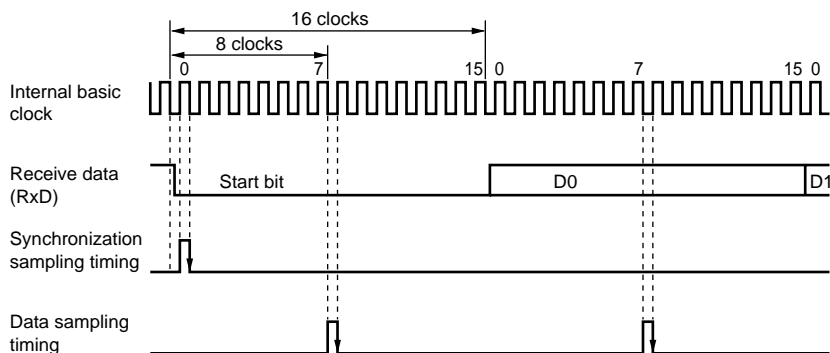 16 clocks
8 clocks
0 7 15 0 7 15 0
Internal basic
clock
Receive data
(RxD)
Start bit D0 D1
Synchronization
sampling timing
Data sampling
timing